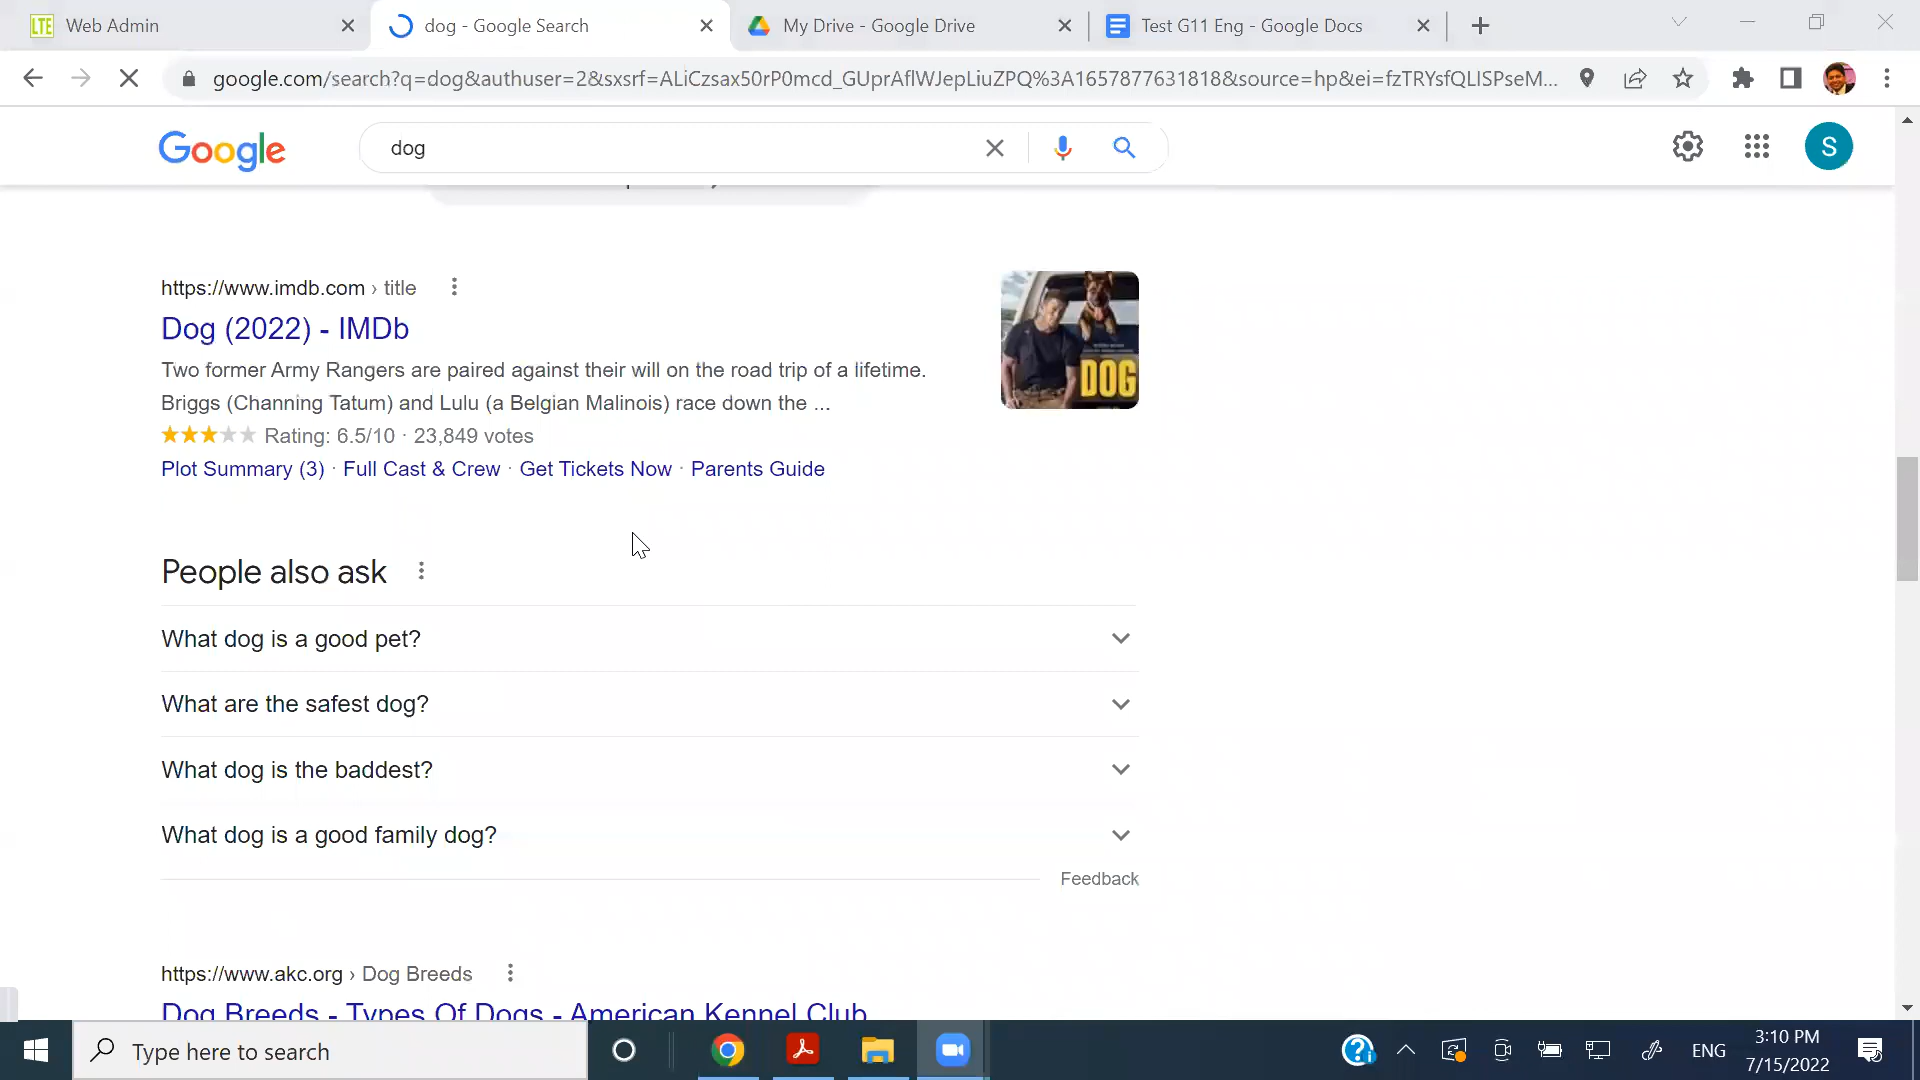 LTE Web Admin
dog - Google Search
My Drive - Google Drive
Test G11 Eng - Google Docs
google.com/search?q=dog&authuser=2&sxsrf=ALiCzsax50rP0mcd_GUprAflWJepLiuZPQ%3A1657877631818&source=hp&ei=fzTRYsfQLISPseM...
Google
dog
S
https://www.imdb.com › title
Dog (2022) - IMDb
Two former Army Rangers are paired against their will on the road trip of a lifetime.
Briggs (Channing Tatum) and Lulu (a Belgian Malinois) race down the ...
Rating: 6.5/10 · 23,849 votes
Plot Summary (3) · Full Cast & Crew · Get Tickets Now · Parents Guide
DOG
People also ask
What dog is a good pet?
What are the safest dog?
What dog is the baddest?
What dog is a good family dog?
Feedback
https://www.akc.org › Dog Breeds
Dog Breeds - Types Of Dogs - American Kennel Club
Type here to search
ENG
3:10 PM
7/15/2022